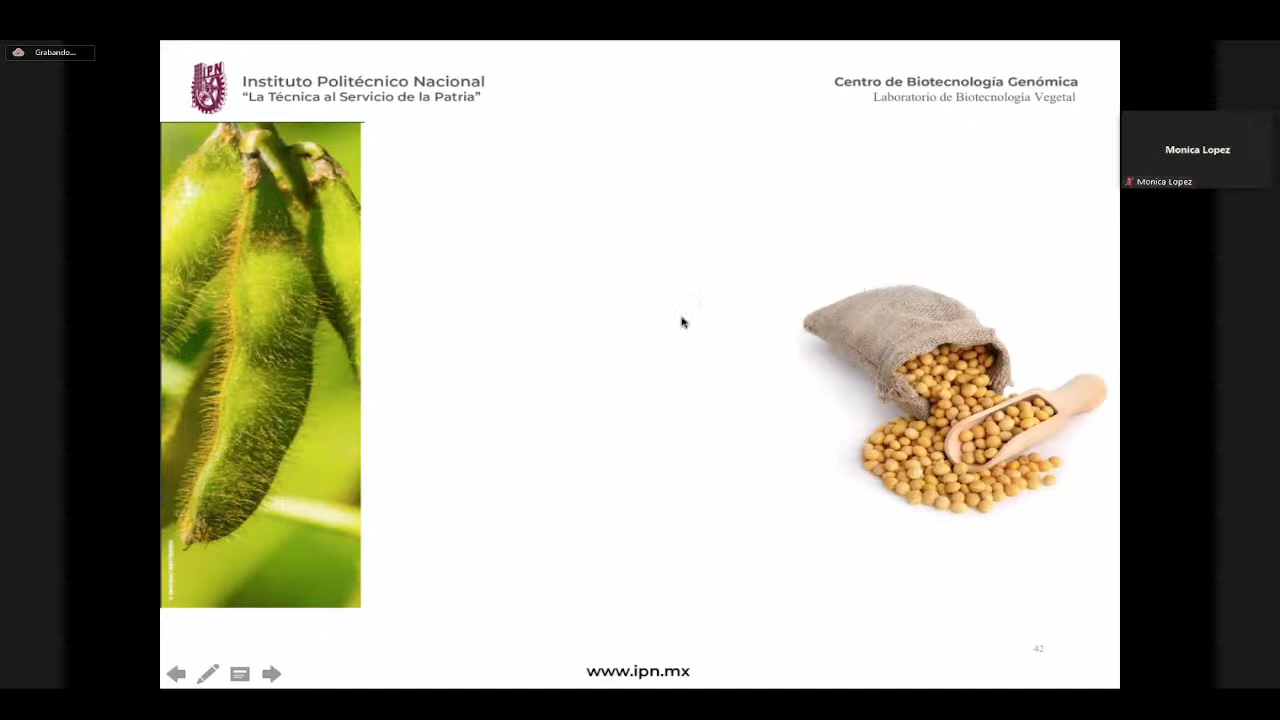 Grabando...
IPN
Instituto Politécnico Nacional
"La Técnica al Servicio de la Patria"
Centro de Biotecnología Genómica
Laboratorio de Biotecnología Vegetal
Monica Lopez
Monica Lopez
42
www.ipn.mx